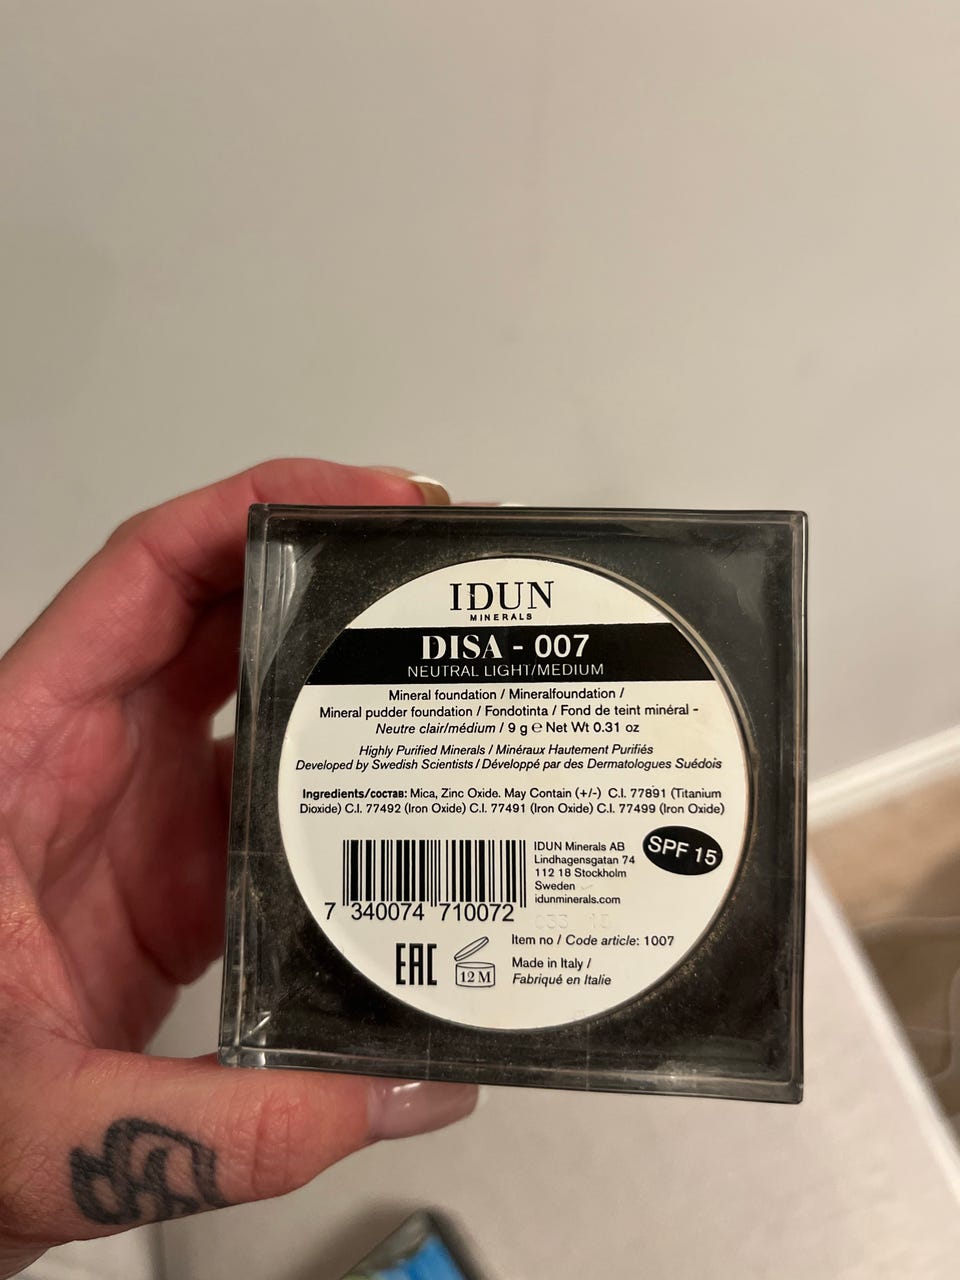 IDUN
MINERALS
DISA - 007
NEUTRAL LIGHT/MEDIUM
Mineral foundation / Mineralfoundation /
Mineral pudder foundation / Fondotinta / Fond de teint minéral -
Neutre clair/médium / 9 g ℮ Net Wt 0.31 oz
Highly Purified Minerals / Minéraux Hautement Purifiés
Developed by Swedish Scientists / Développé par des Dermatologues Suédois
Ingredients/состав: Mica, Zinc Oxide. May Contain (+/-) C.I. 77891 (Titanium
Dioxide) C.I. 77492 (Iron Oxide) C.I. 77491 (Iron Oxide) C.I. 77499 (Iron Oxide)
IDUN Minerals AB
Lindhagensgatan 74
112 18 Stockholm
Sweden
idunminerals.com
SPF 15
7 340074 710072
Item no / Code article: 1007
EAC
12 M
Made in Italy /
Fabriqué en Italie